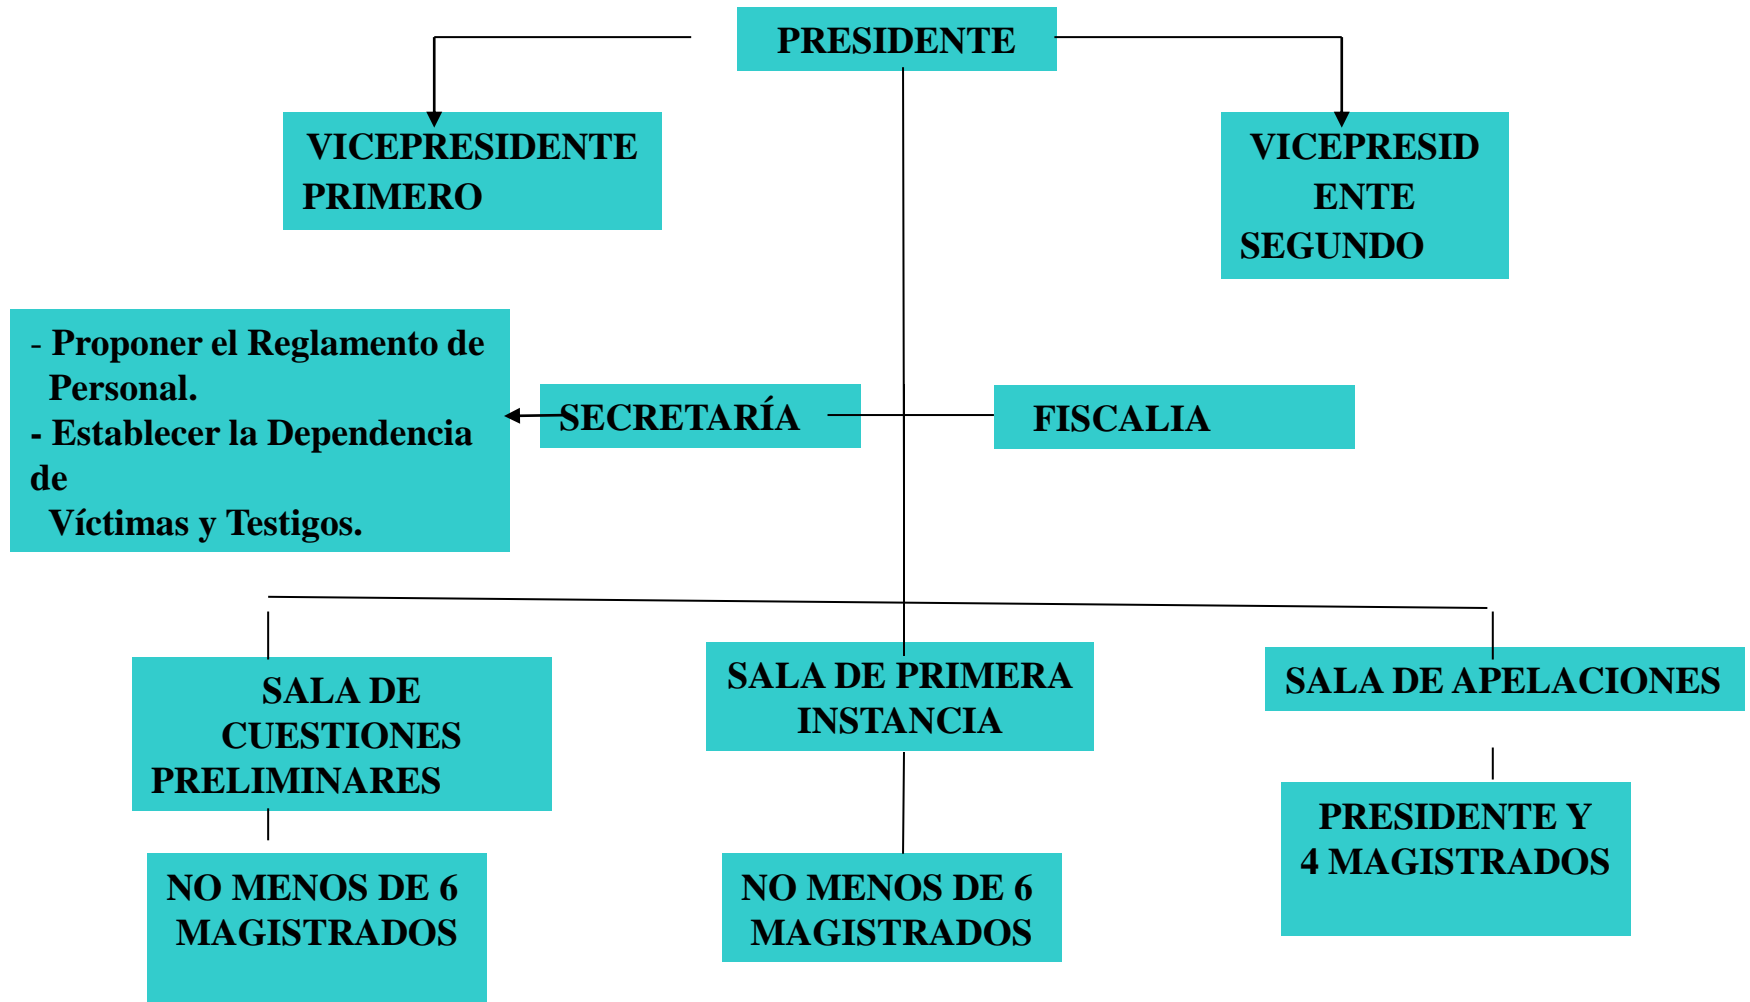 PRESIDENTE
VICEPRESIDENTE
PRIMERO
VICEPRESID
ENTE
SEGUNDO
- Proponer el Reglamento de
Personal.
- Establecer la Dependencia
de
Víctimas y Testigos.
SECRETARÍA
FISCALIA
SALA DE
CUESTIONES
PRELIMINARES
SALA DE PRIMERA
INSTANCIA
SALA DE APELACIONES
NO MENOS DE 6
MAGISTRADOS
NO MENOS DE 6
MAGISTRADOS
PRESIDENTE Y
4 MAGISTRADOS